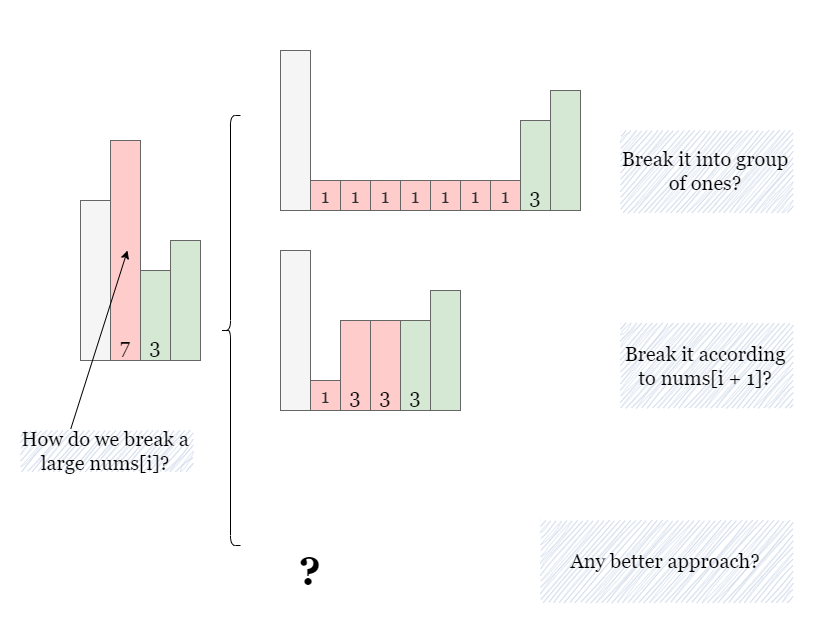 1 1 1 1 1 1 1 3
Break it into group
of ones?
7 3
How do we break a
large nums[i]?
1 3 3 3
Break it according
to nums[i + 1]?
?
Any better approach?